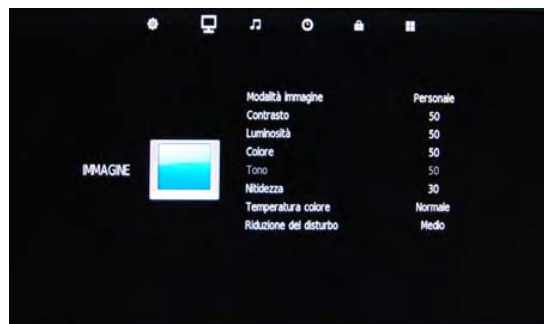 Modalità immagine Personale
Contrasto 50
Luminosità 50
Colore 50
IMMAGINE
Tono 50
Nitidezza 30
Temperatura colore Normale
Riduzione del disturbo Medio